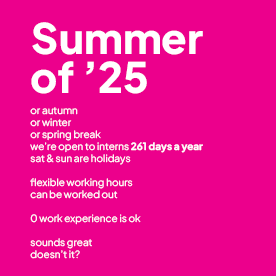 Summer
of ’25
or autumn
or winter
or spring break
we’re open to interns 261 days a year
sat & sun are holidays
flexible working hours
can be worked out
0 work experience is ok
sounds great
doesn’t it?